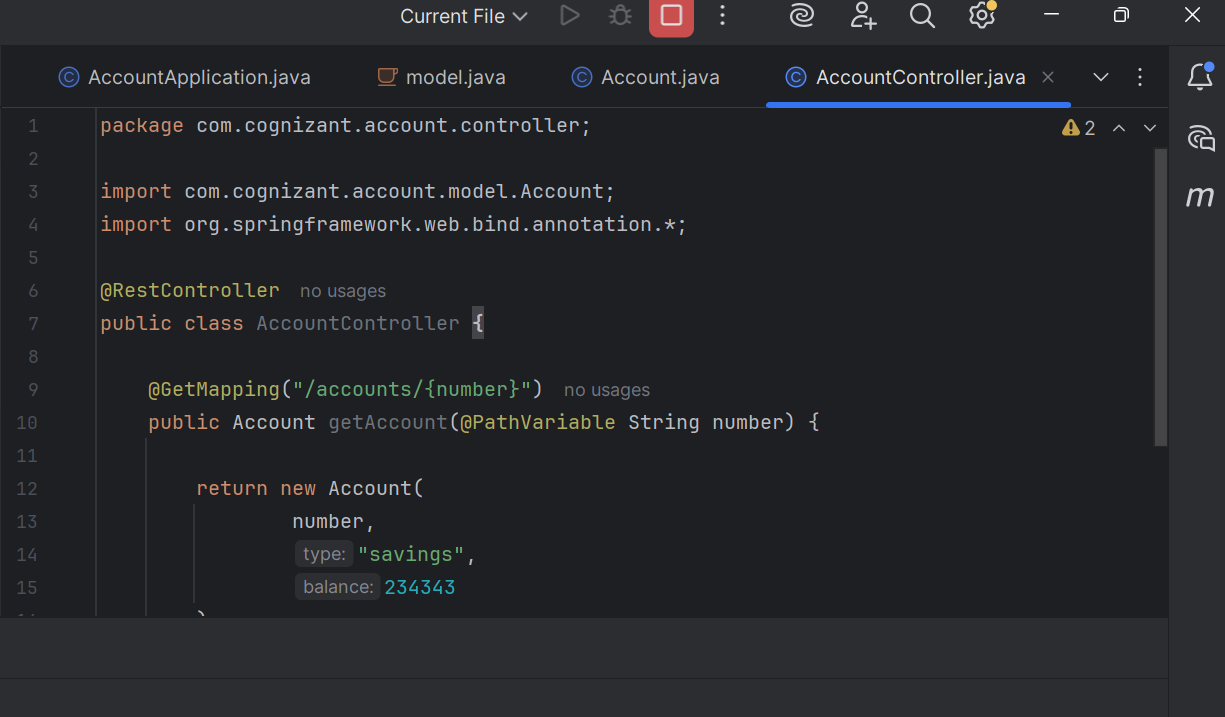 Current File
AccountApplication.java model.java Account.java AccountController.java
1 package com.cognizant.account.controller; 2
2
3 import com.cognizant.account.model.Account;
4 import org.springframework.web.bind.annotation.*;
5
6 @RestController no usages
7 public class AccountController {
8
9 @GetMapping("/accounts/{number}") no usages
10 public Account getAccount(@PathVariable String number) {
11
12 return new Account(
13 number,
14 type: "savings",
15 balance: 234343
m